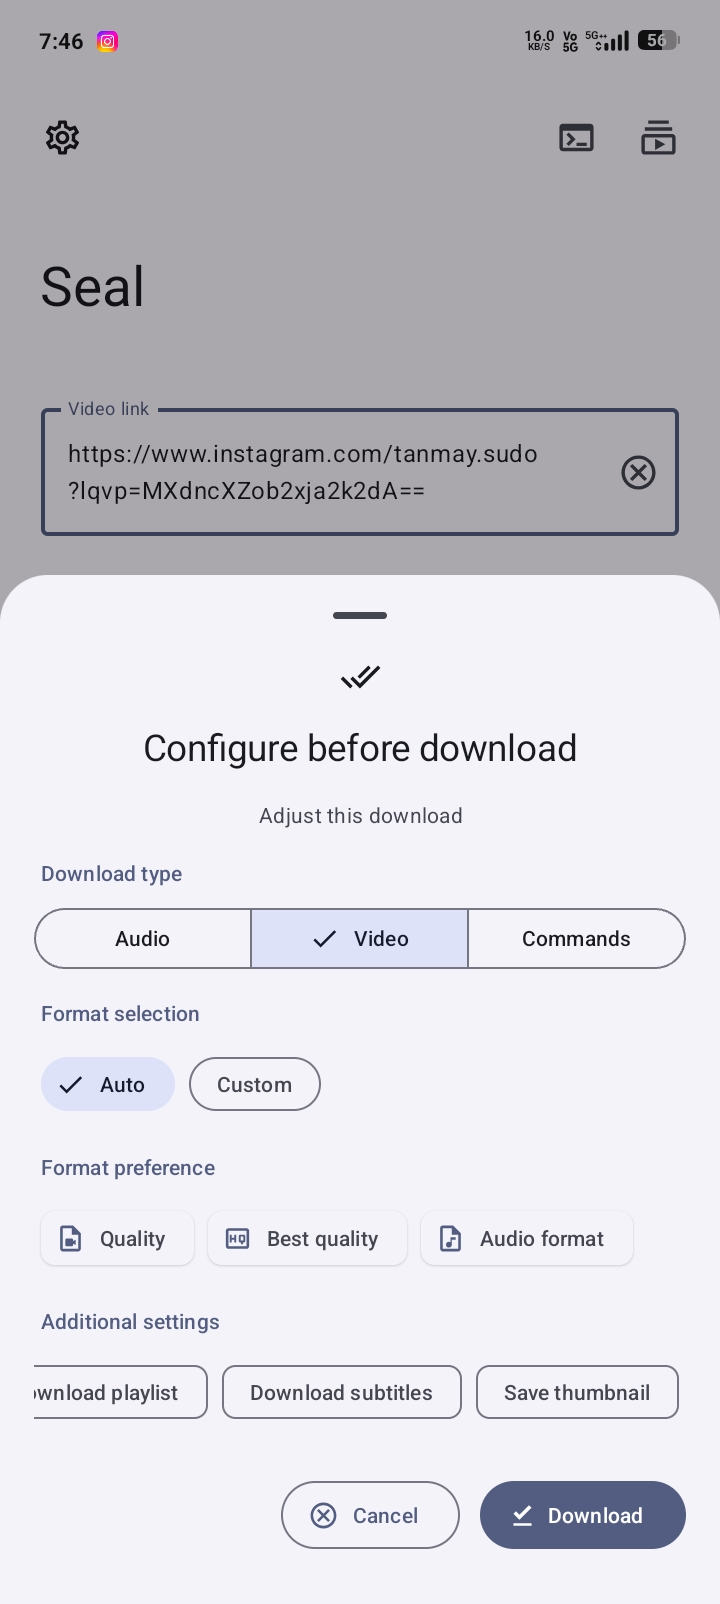 7:46
16.0 KB/S Vo 5G 5G++ 56
Seal
Video link
https://www.instagram.com/tanmay.sudo
?lqvp=MXdncXZob2xja2k2dA==
Configure before download
Adjust this download
Download type
Audio Video Commands
Format selection
Auto Custom
Format preference
Quality HQ Best quality Audio format
Additional settings
wnload playlist Download subtitles Save thumbnail
Cancel Download